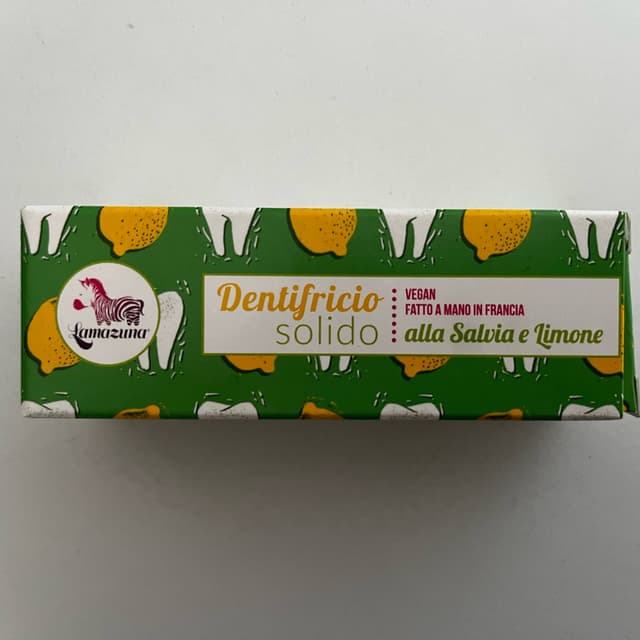 Lamazuna
Dentifricio
solido
VEGAN
FATTO A MANO IN FRANCIA
alla Salvia e Limone